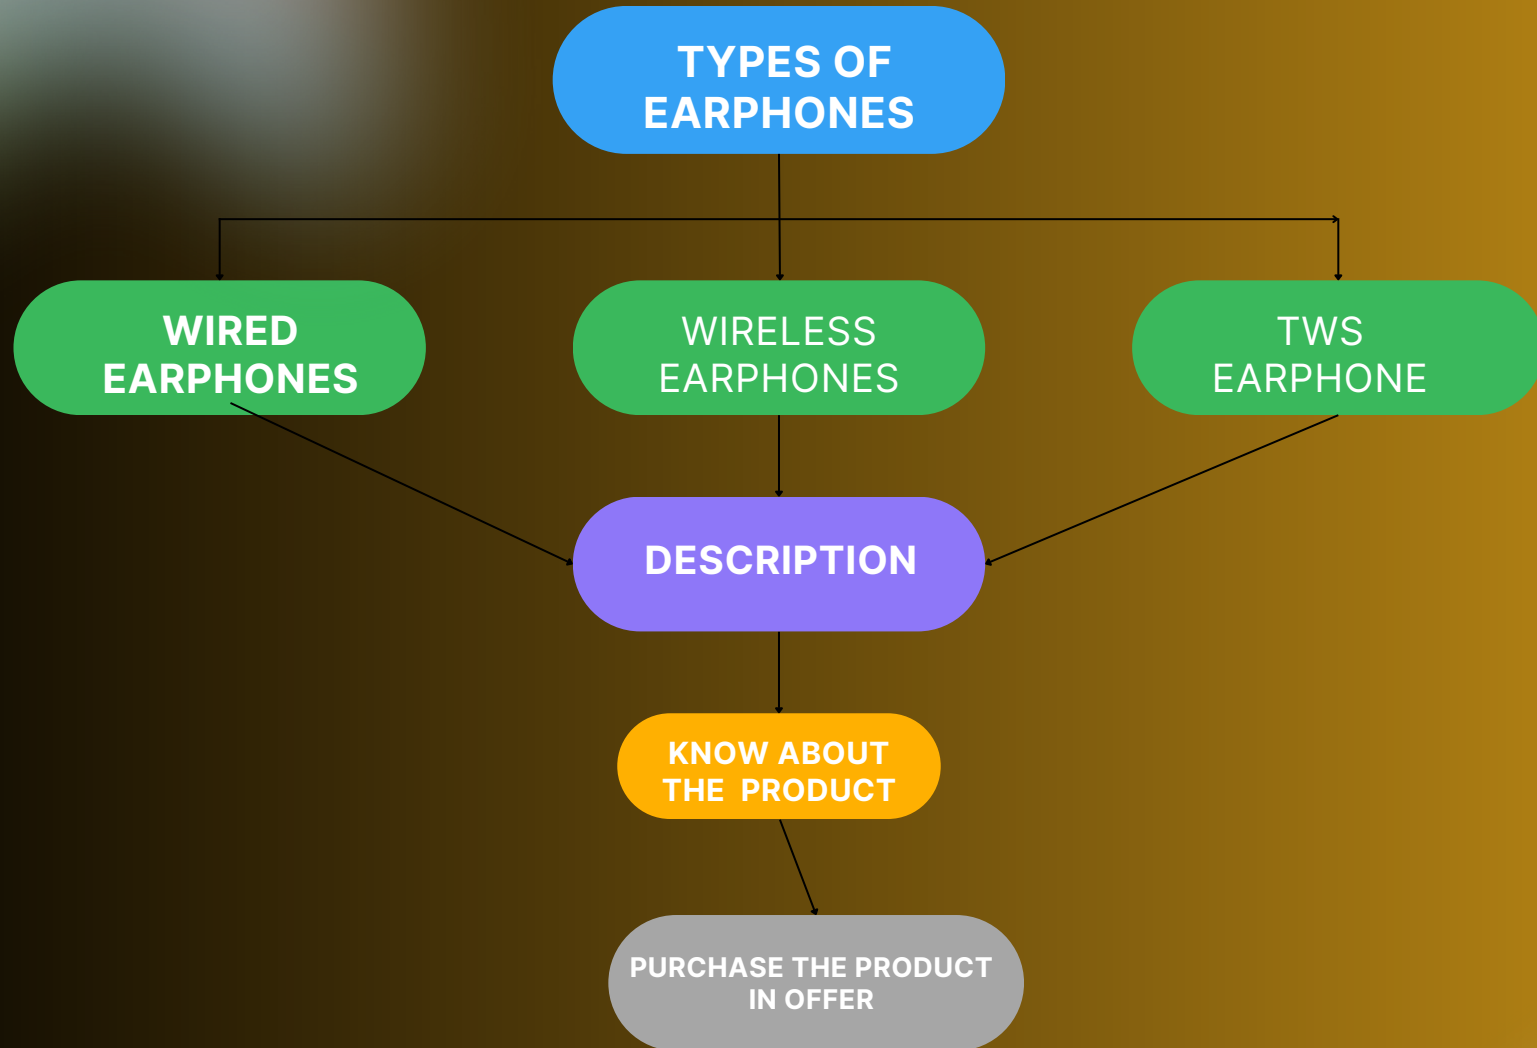 TYPES OF
EARPHONES
WIRED
EARPHONES
WIRELESS
EARPHONES
TWS
EARPHONE
DESCRIPTION
KNOW ABOUT
THE  PRODUCT
PURCHASE THE PRODUCT
IN OFFER